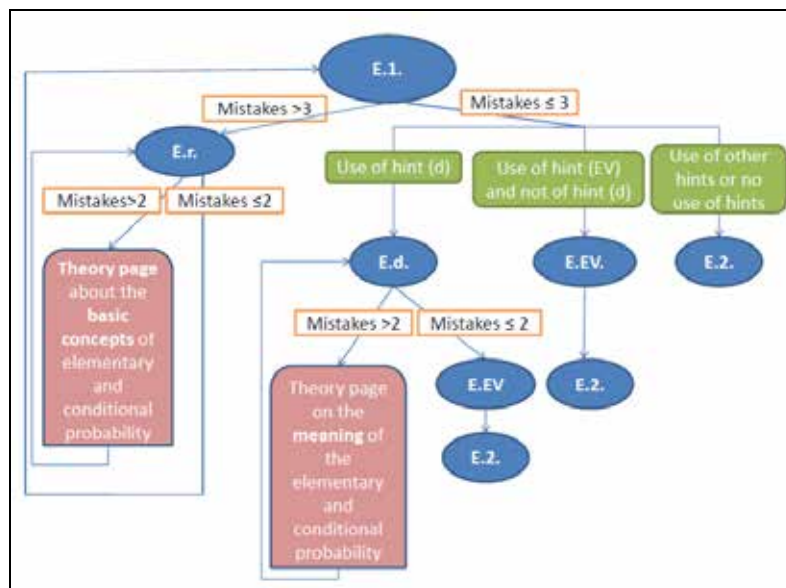 E.1.
Mistakes >3
Mistakes ≤ 3
E.r.
Use of hint (d)
Use of hint (EV)
and not of hint (d)
Use of other
hints or no
use of hints
Mistakes>2
Mistakes ≤2
Theory page
about the
basic
concepts of
elementary
and
conditional
probability
E.d.
E.EV.
E.2.
Mistakes >2
Mistakes ≤ 2
Theory page
on the
meaning of
the
elementary
and
conditional
probability
E.EV
E.2.
E.2.